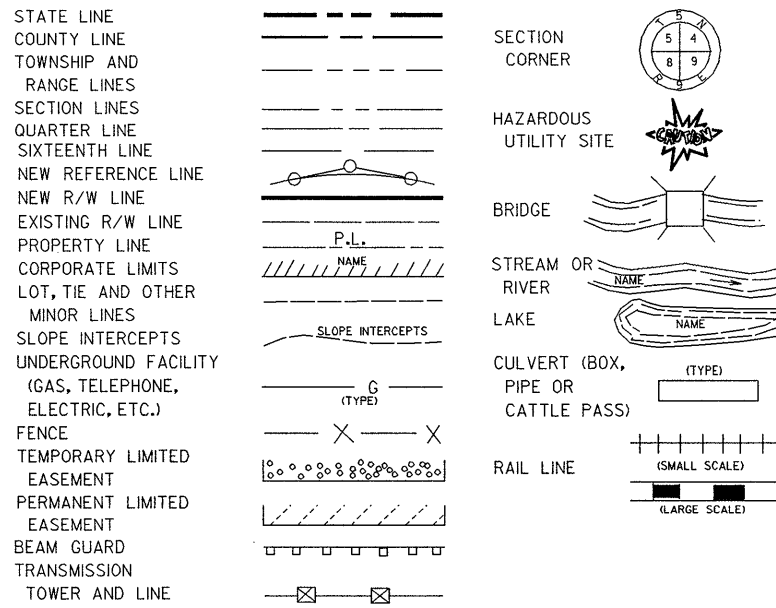 STATE LINE
COUNTY LINE
TOWNSHIP AND
RANGE LINES
SECTION LINES
QUARTER LINE
SIXTEENTH LINE
NEW REFERENCE LINE
NEW R/W LINE
EXISTING R/W LINE
PROPERTY LINE
P.L.
CORPORATE LIMITS
NAME
LOT, TIE AND OTHER
MINOR LINES
SLOPE INTERCEPTS
SLOPE INTERCEPTS
UNDERGROUND FACILITY
(GAS, TELEPHONE,
ELECTRIC, ETC.)
G
(TYPE)
FENCE
TEMPORARY LIMITED
EASEMENT
PERMANENT LIMITED
EASEMENT
BEAM GUARD
TRANSMISSION
TOWER AND LINE
SECTION
CORNER
T 5 N
5 4
8 9
R 9 E
HAZARDOUS
UTILITY SITE
CAUTION
BRIDGE
STREAM OR
RIVER
NAME
LAKE
NAME
CULVERT (BOX,
PIPE OR
CATTLE PASS)
(TYPE)
RAIL LINE
(SMALL SCALE)
(LARGE SCALE)